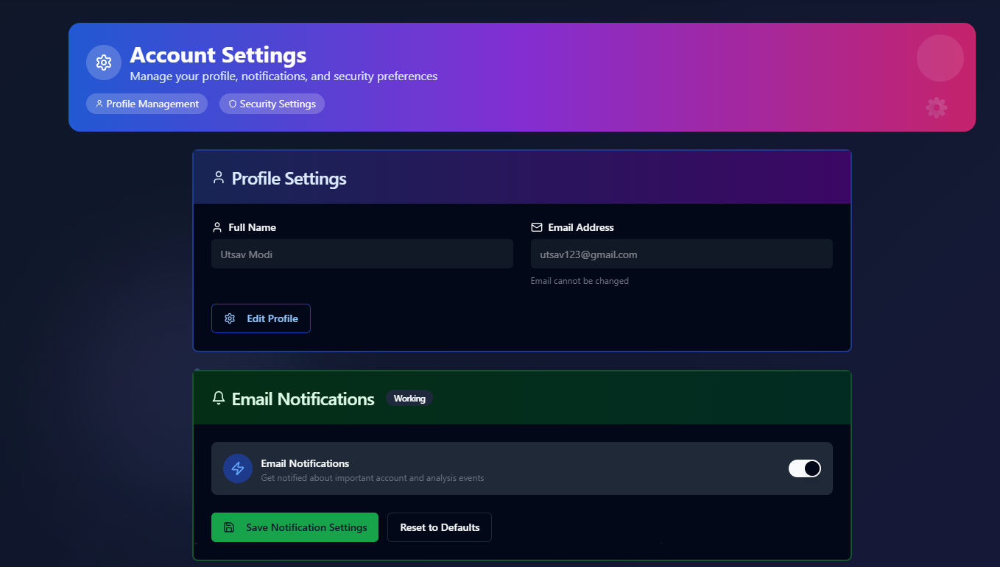 Account Settings
Manage your profile, notifications, and security preferences
Profile Management Security Settings
Profile Settings
Full Name Email Address
Utsav Modi utsav123@gmail.com
Email cannot be changed
Edit Profile
Email Notifications Working
Email Notifications
Get notified about important account and analysis events
Save Notification Settings Reset to Defaults